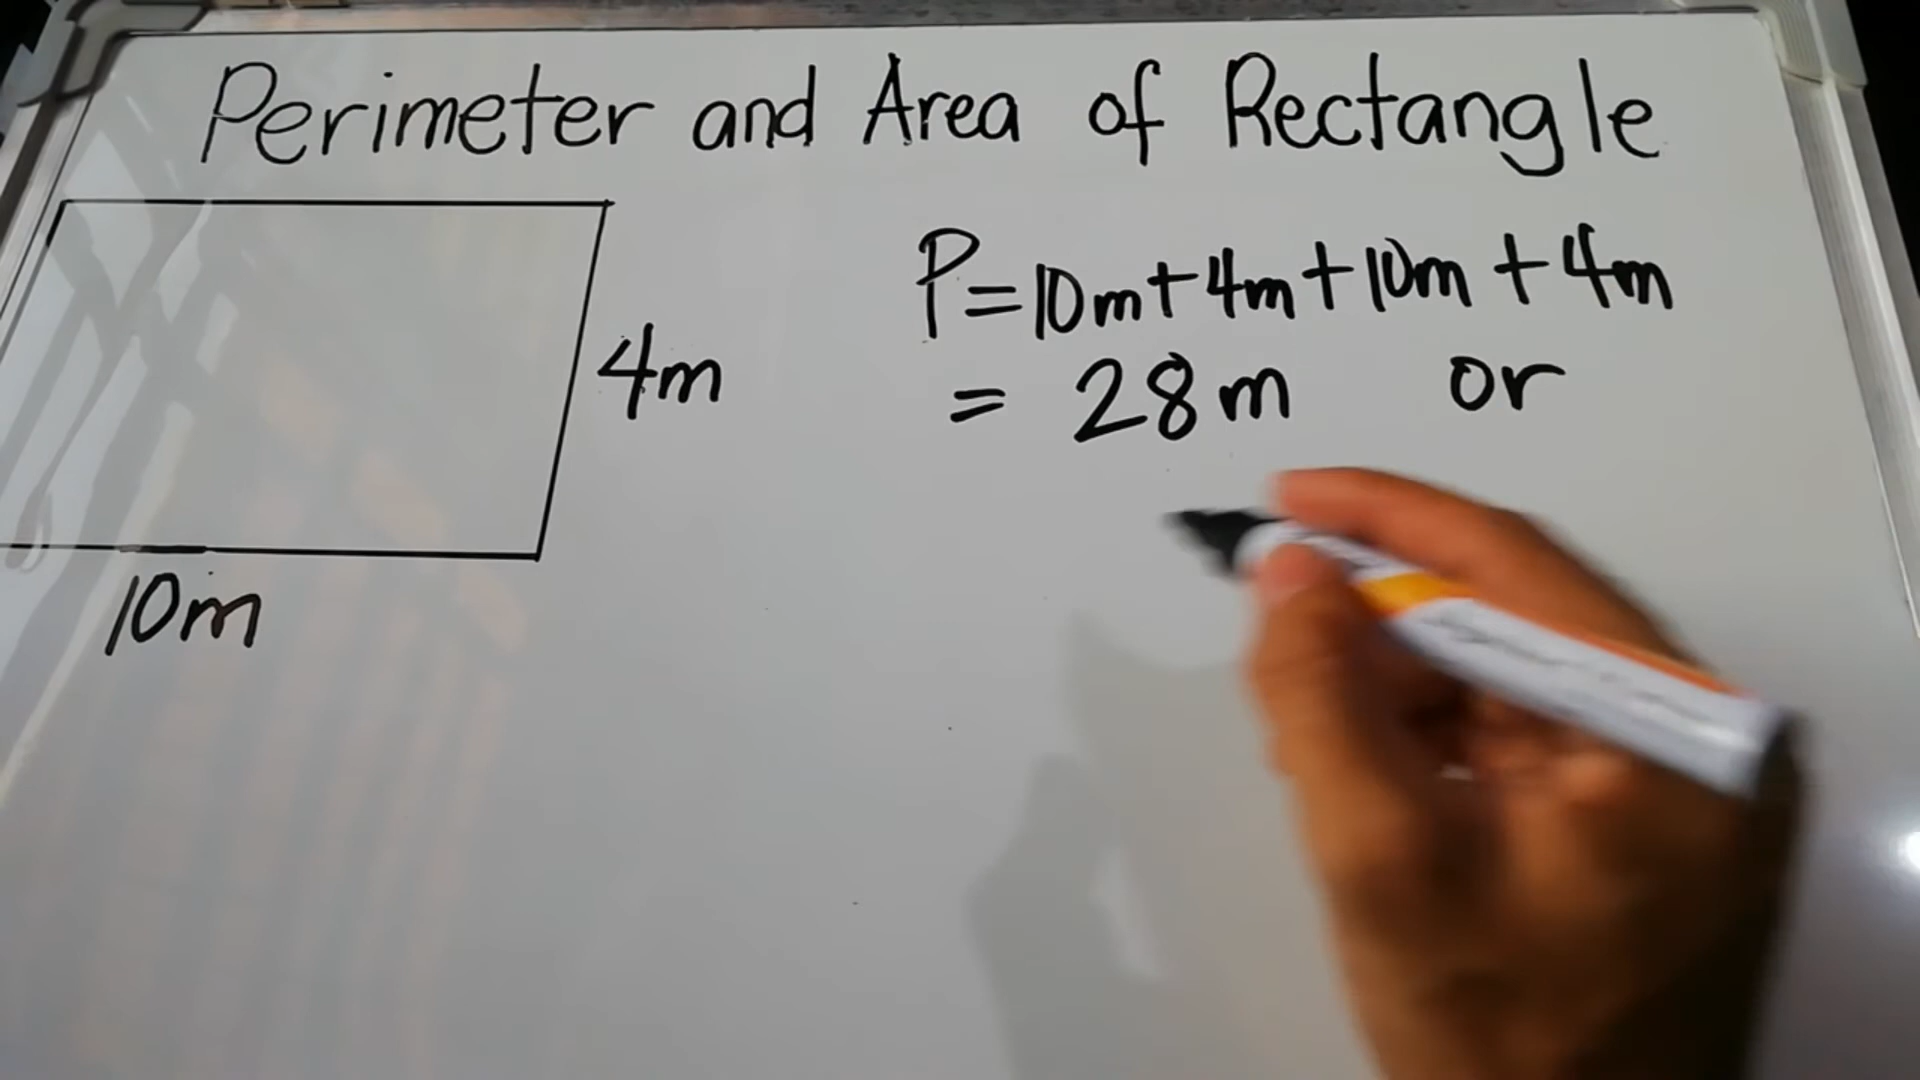 Perimeter and Area of Rectangle
P=10m+4m+10m+4m
4m
= 28m or
10m